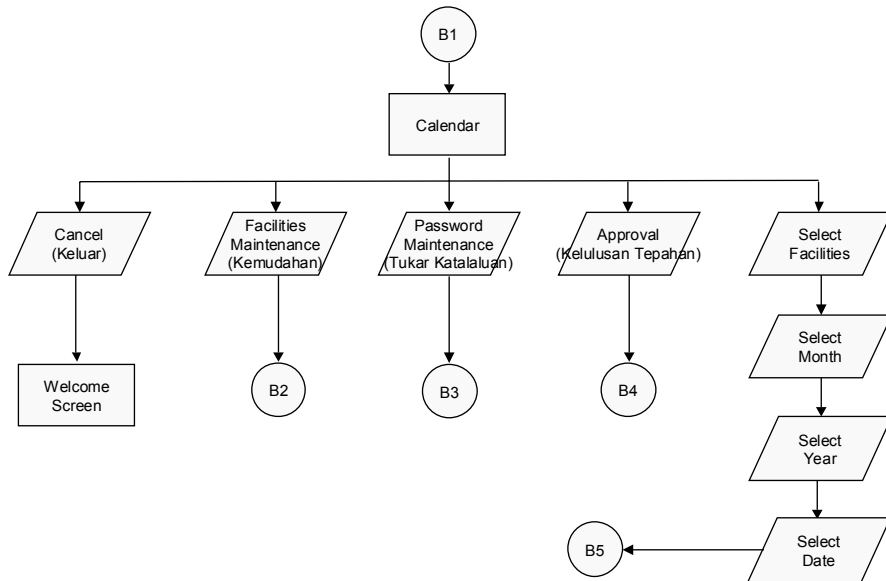 B1
Calendar
Cancel
(Keluar)
Facilities
Maintenance
(Kemudahan)
Password
Maintenance
(Tukar Katalaluan)
Approval
(Kelulusan Tepahan)
Select
Facilities
Select
Month
Welcome
Screen
B2
B3
B4
Select
Year
B5
Select
Date